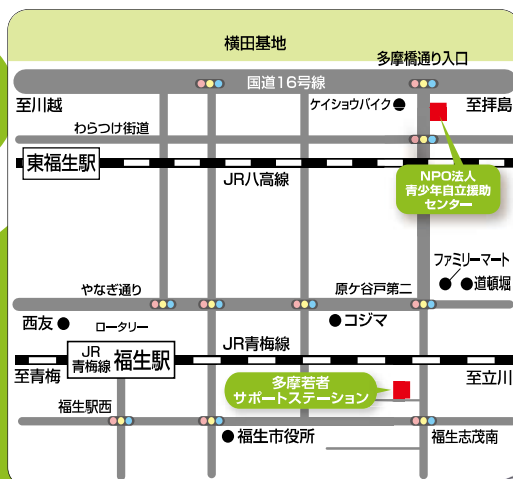 横田基地
多摩橋通り入口
国道16号線
至川越
ケイショウバイク
至拝島
わらつけ街道
東福生駅
JR八高線
NPO法人
青少年自立援助
センター
ファミリーマート
道頓堀
やなぎ通り
原ケ谷戸第二
西友
ロータリー
コジマ
JR
青梅線
福生駅
JR青梅線
至青梅
多摩若者
サポートステーション
至立川
福生駅西
福生市役所
福生志茂南